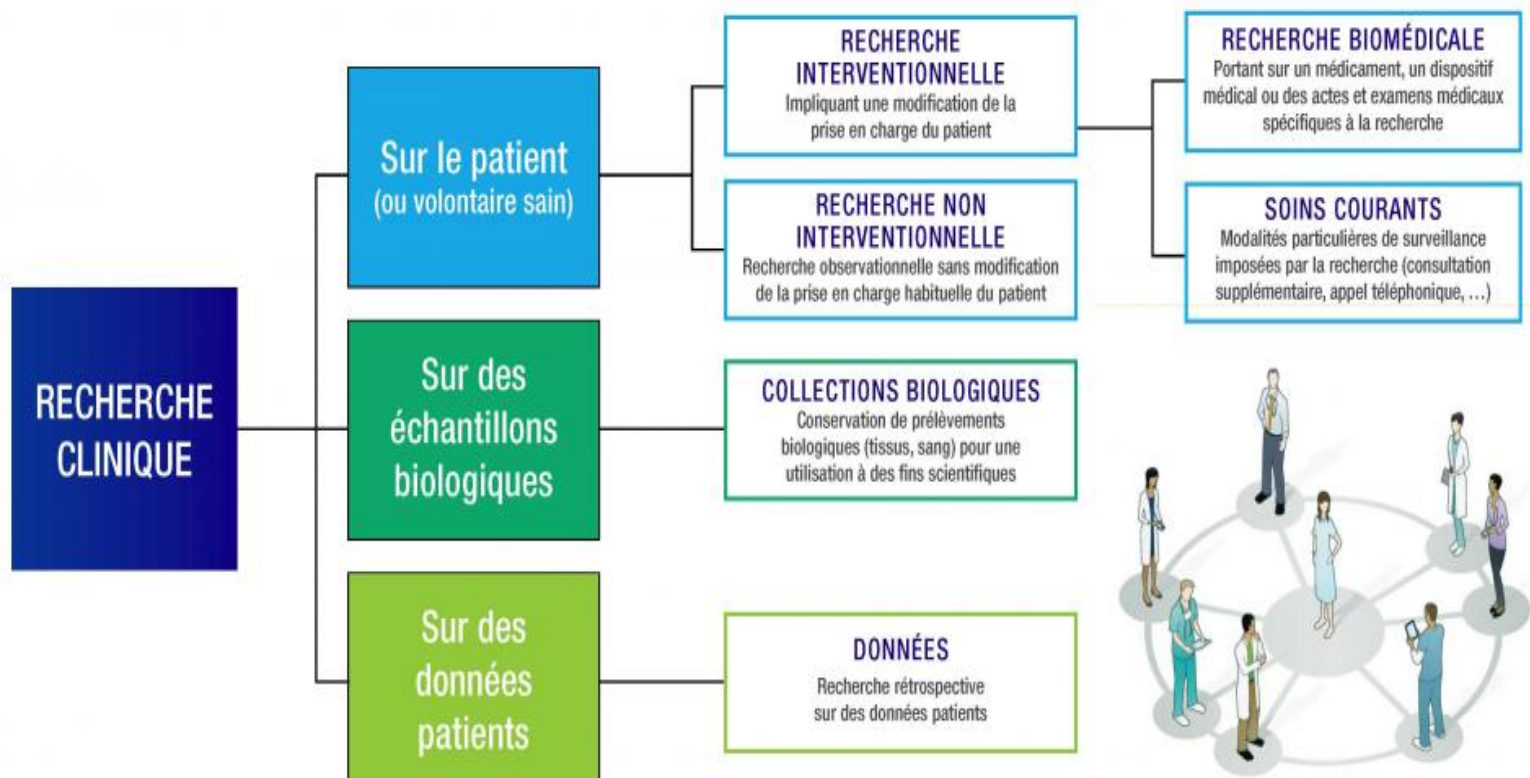 RECHERCHE
CLINIQUE
Sur le patient
(ou volontaire sain)
RECHERCHE
INTERVENTIONNELLE
Impliquant une modification de la
prise en charge du patient
RECHERCHE BIOMÉDICALE
Portant sur un médicament, un dispositif
médical ou des actes et examens médicaux
spécifiques à la recherche
SOINS COURANTS
Modalités particulières de surveillance
imposées par la recherche (consultation
supplémentaire, appel téléphonique, ...)
RECHERCHE NON
INTERVENTIONNELLE
Recherche observationnelle sans modification
de la prise en charge habituelle du patient
Sur des
échantillons
biologiques
COLLECTIONS BIOLOGIQUES
Conservation de prélèvements
biologiques (tissus, sang) pour une
utilisation à des fins scientifiques
Sur des
données
patients
DONNÉES
Recherche rétrospective
sur des données patients